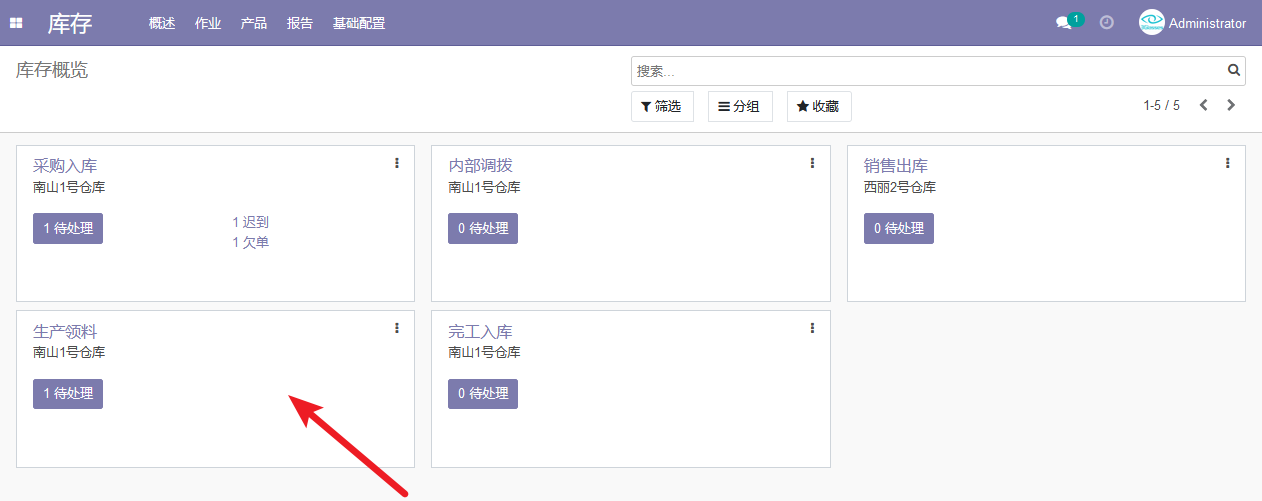 库存 概述 作业 产品 报告 基础配置 1 Administrator
库存概览
搜索...
筛选 分组 收藏 1-5 / 5
采购入库
南山1号仓库
1 待处理
1 迟到
1 欠单
内部调拨
南山1号仓库
0 待处理
销售出库
西丽2号仓库
0 待处理
生产领料
南山1号仓库
1 待处理
完工入库
南山1号仓库
0 待处理